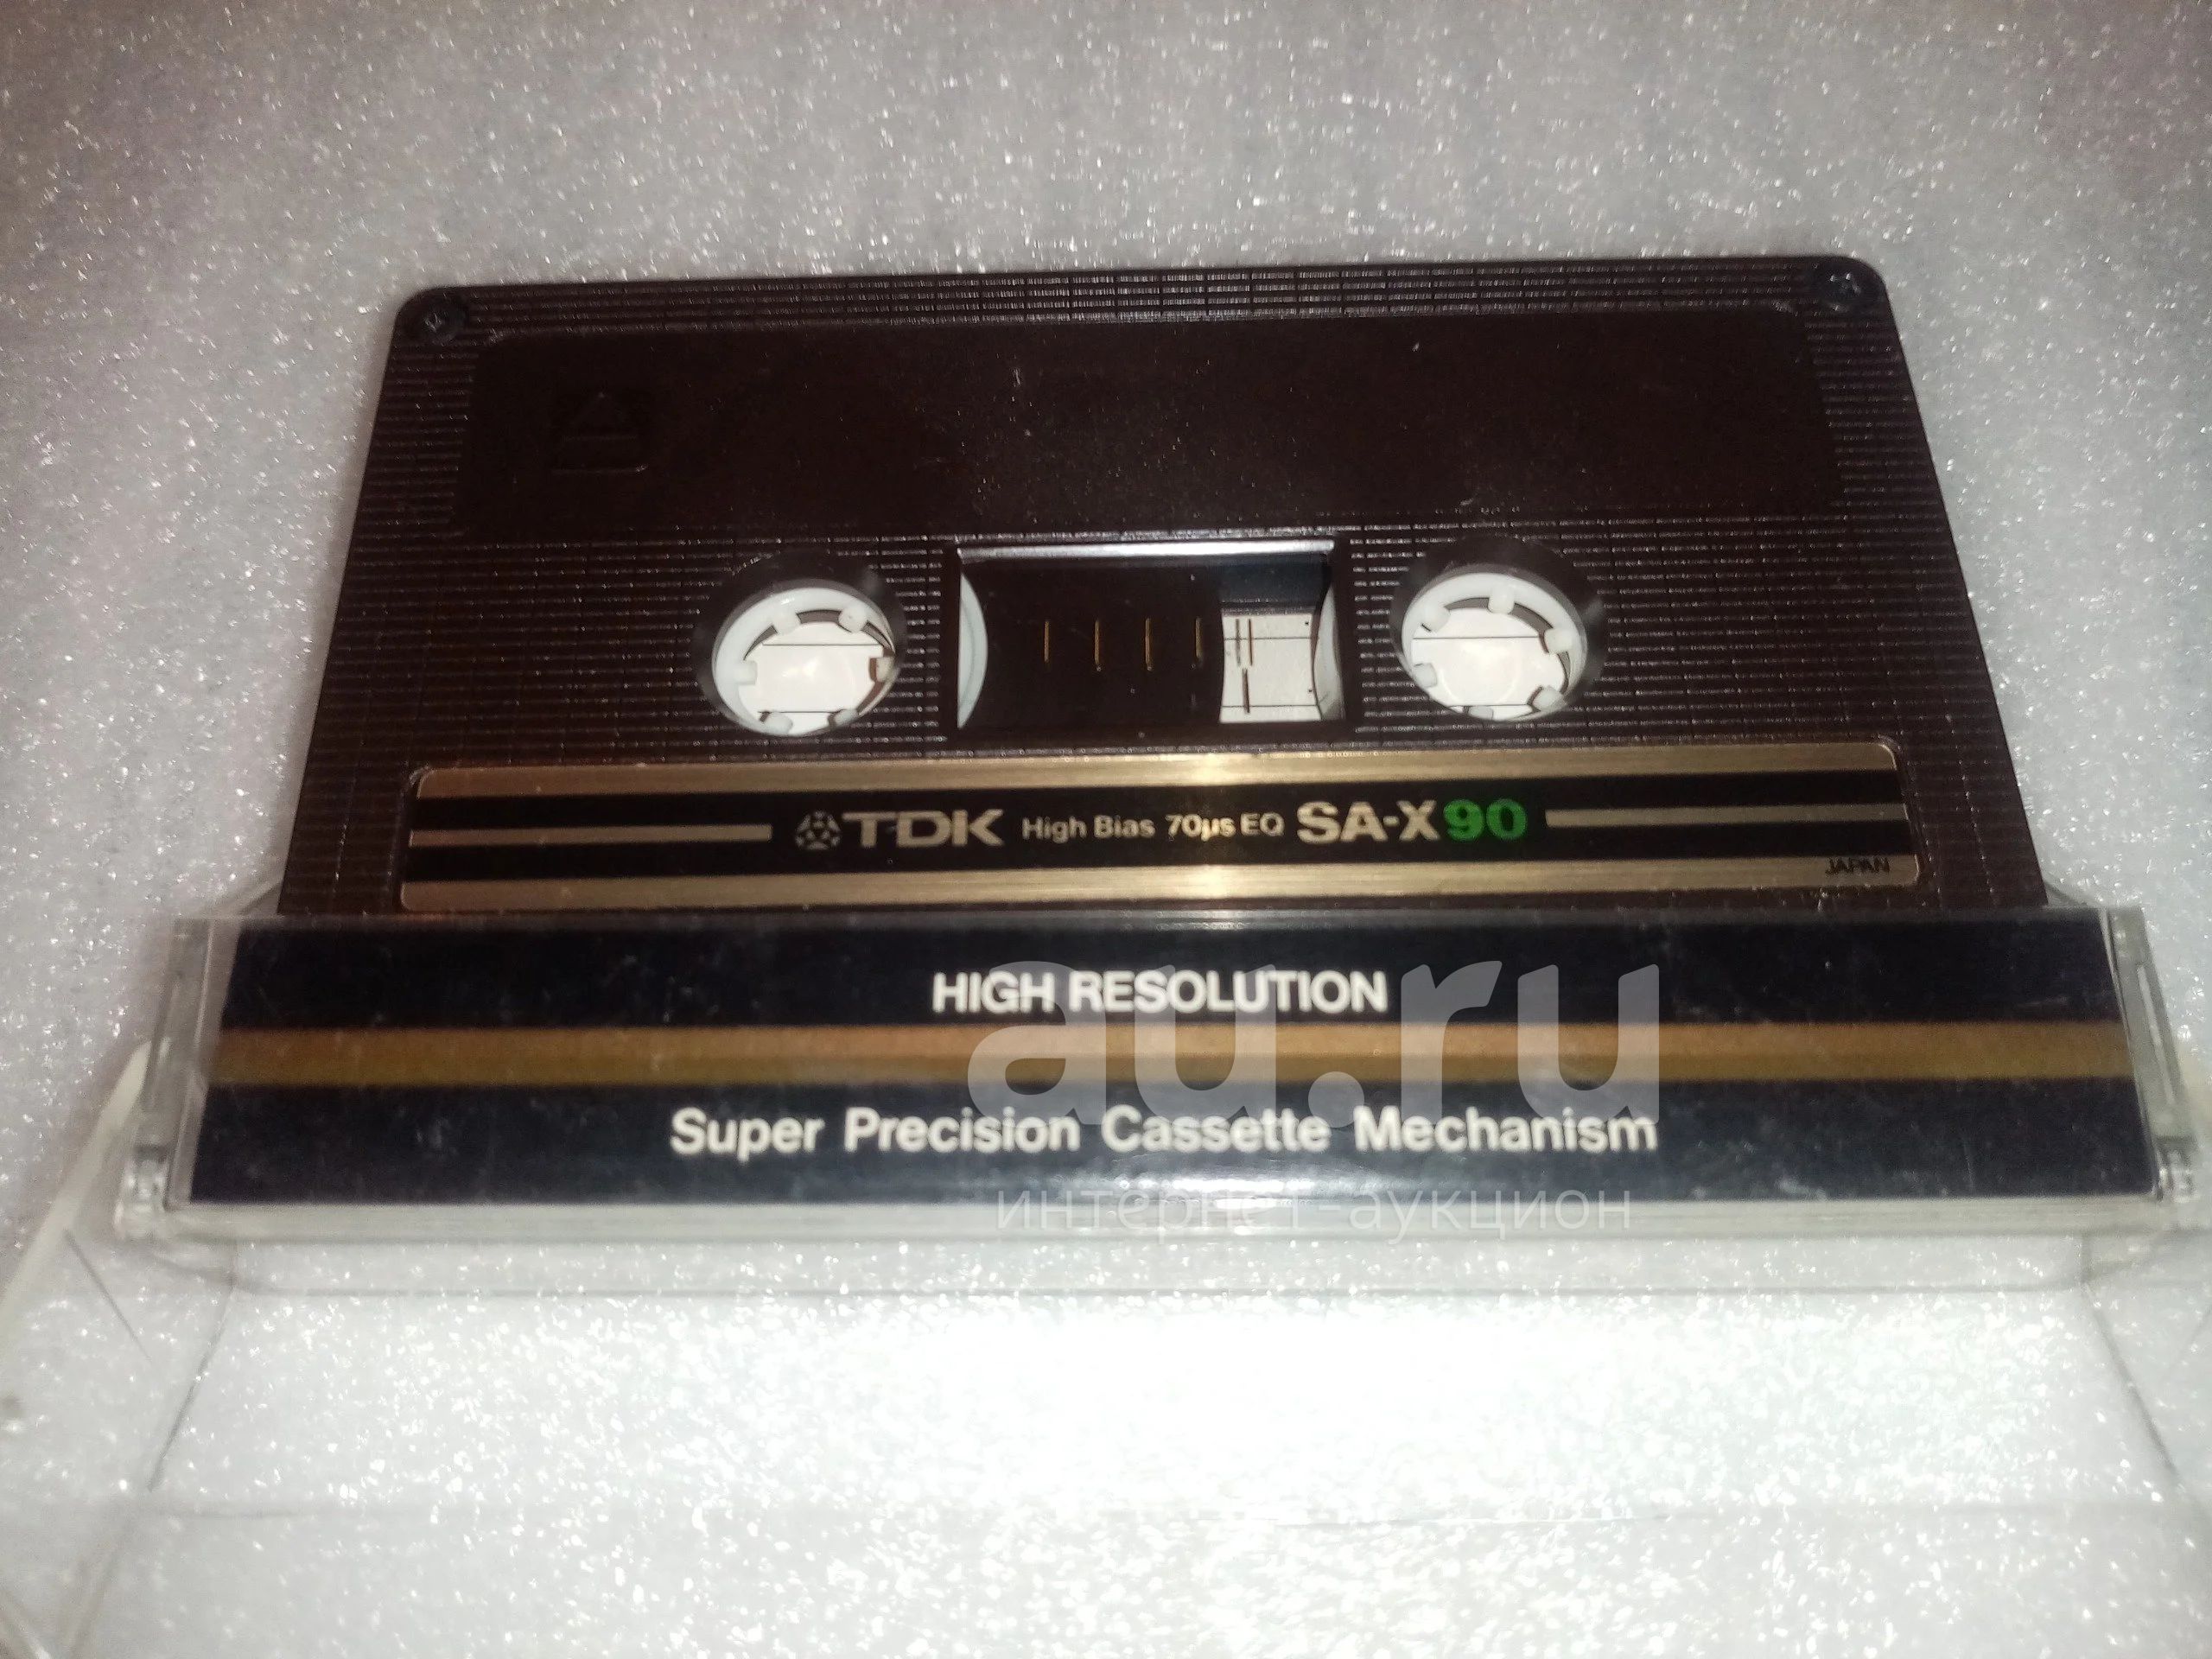 TDK High Bias 70µs EQ SA-X90
JAPAN
HIGH RESOLUTION
au.ru
Super Precision Cassette Mechanism
интернет-аукцион